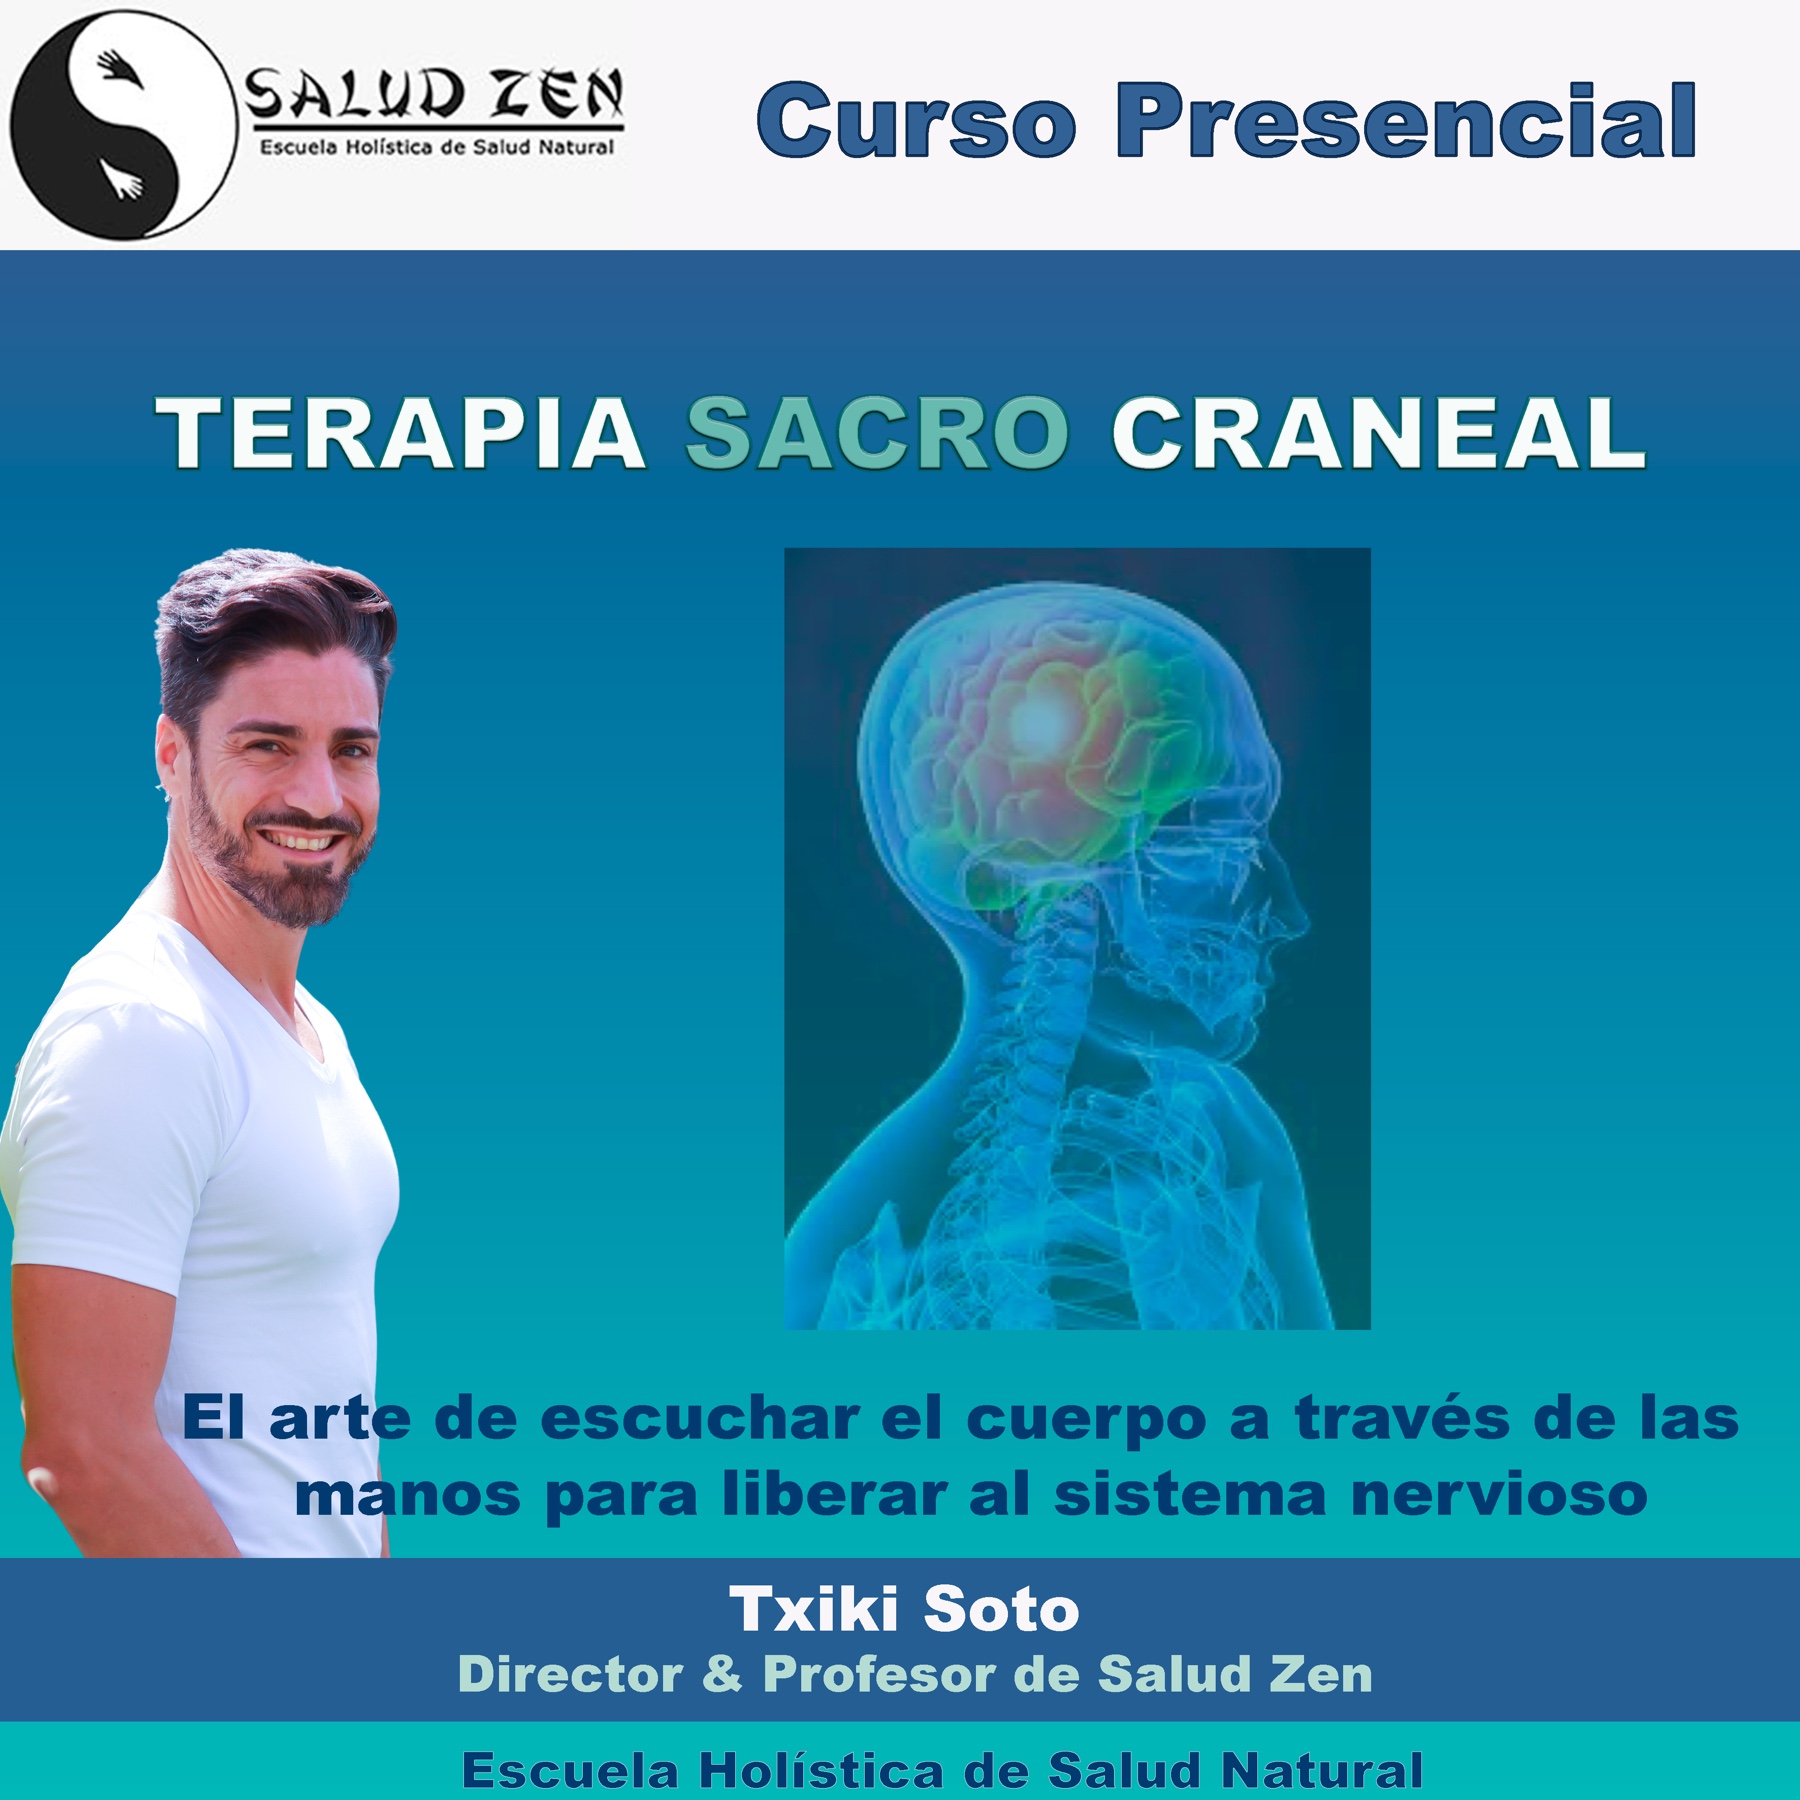 SALUD ZEN
Escuela Holística de Salud Natural
Curso Presencial
TERAPIA SACRO CRANEAL
El arte de escuchar el cuerpo a través de las
manos para liberar al sistema nervioso
Txiki Soto
Director & Profesor de Salud Zen
Escuela Holística de Salud Natural